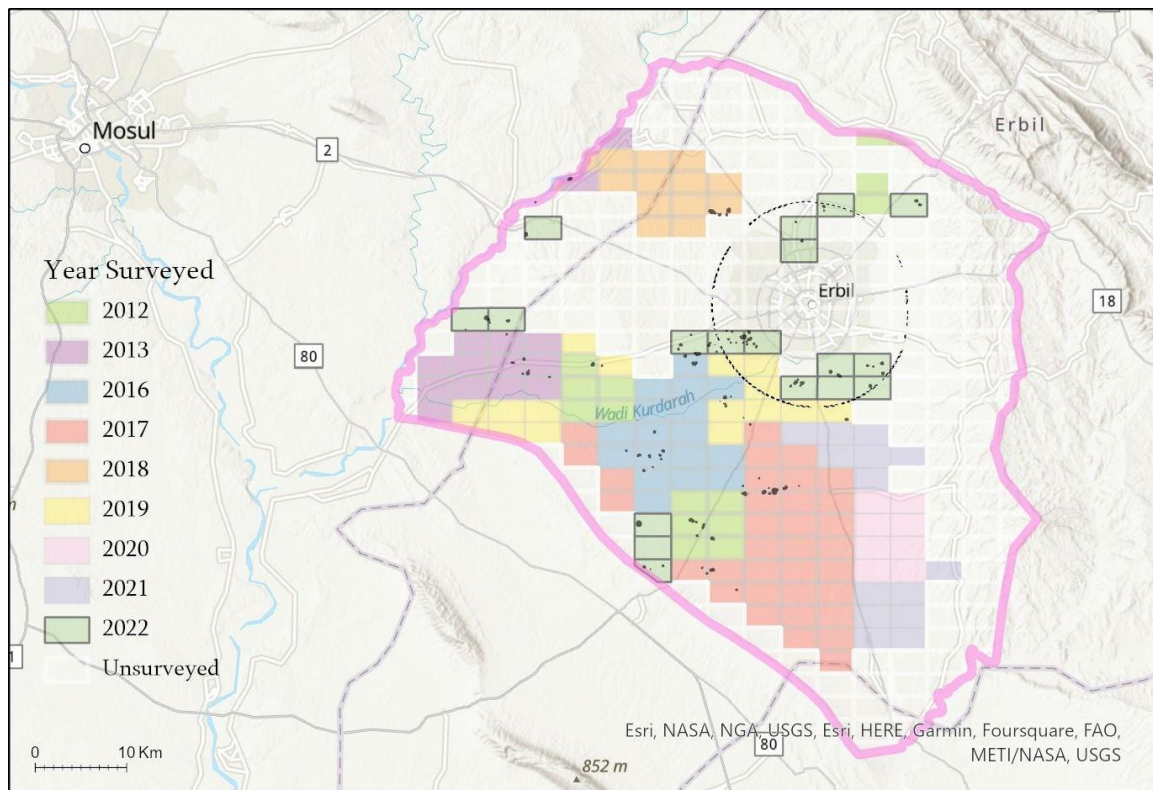 Mosul
2
Erbil
Year Surveyed
2012
2013
2016
2017
2018
2019
2020
2021
2022
Unsurveyed
80
Erbil
18
Wadi Kurdarah
0 10 Km
852 m
80
Esri, NASA, NGA, USGS, Esri, HERE, Garmin, Foursquare, FAO,
METI/NASA, USGS